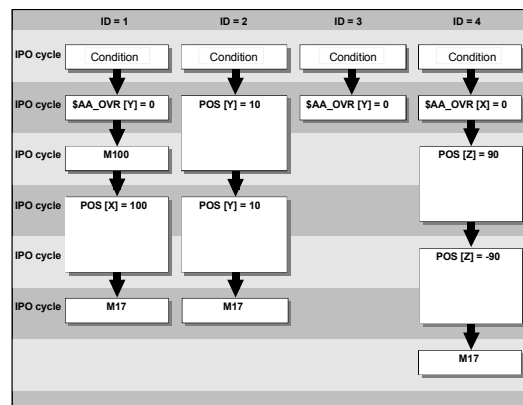 ID = 1 ID = 2 ID = 3 ID = 4
IPO cycle Condition Condition Condition Condition
IPO cycle $AA_OVR [Y] = 0 POS [Y] = 10 $AA_OVR [Y] = 0 $AA_OVR [X] = 0
IPO cycle M100 POS [Z] = 90
IPO cycle POS [X] = 100 POS [Y] = 10
IPO cycle POS [Z] = -90
IPO cycle M17 M17
M17